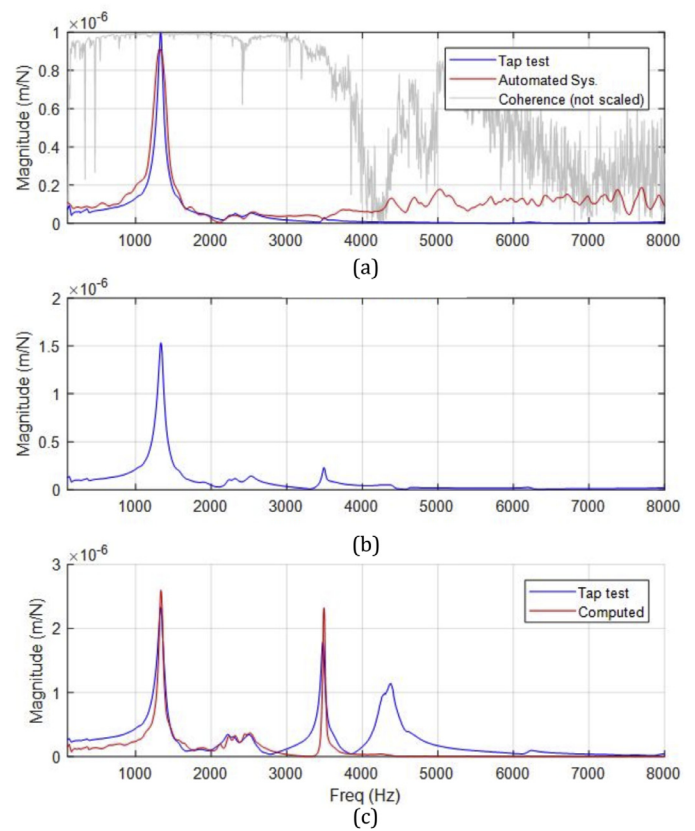 ×10⁻⁶
1
0.8
0.6
0.4
0.2
0
Magnitude (m/N)
Tap test
Automated Sys.
Coherence (not scaled)
1000 2000 3000 4000 5000 6000 7000 8000
(a)
×10⁻⁶
2
1.5
1
0.5
0
Magnitude (m/N)
1000 2000 3000 4000 5000 6000 7000 8000
(b)
×10⁻⁶
3
2
1
0
Magnitude (m/N)
Tap test
Computed
1000 2000 3000 4000 5000 6000 7000 8000
Freq (Hz)
(c)